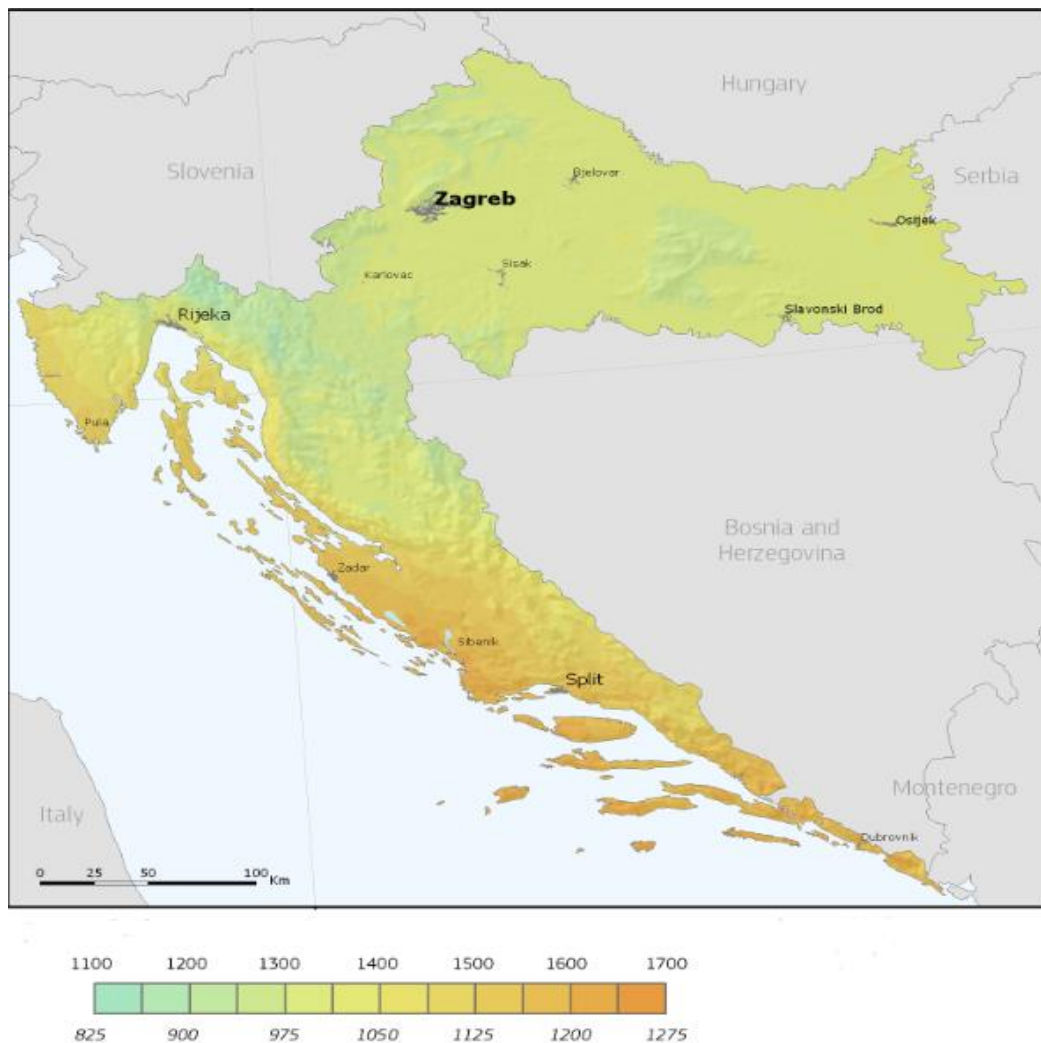 Hungary
Slovenia
Serbia
Bjelovar
Zagreb
Osijek
Sisak
Karlovac
Rijeka
Slavonski Brod
Pula
Bosnia and
Herzegovina
Zadar
Sibenik
Split
Montenegro
Italy
Dubrovnik
0 25 50 100 Km
1100 1200 1300 1400 1500 1600 1700
825 900 975 1050 1125 1200 1275